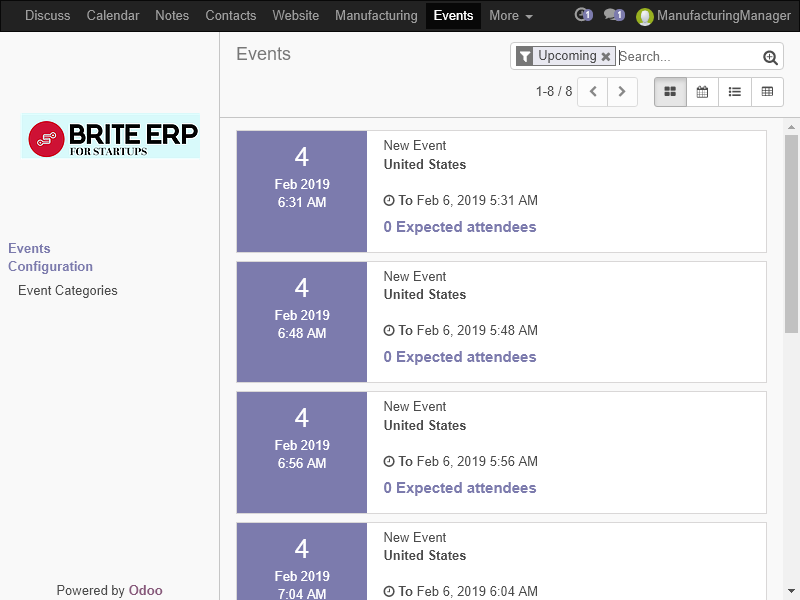 Discuss Calendar Notes Contacts Website Manufacturing Events More 1 1 ManufacturingManager
Events
Upcoming Search...
1-8 / 8
BRITE ERP
FOR STARTUPS
Events
Configuration
Event Categories
Powered by Odoo
4
Feb 2019
6:31 AM
New Event
United States
To Feb 6, 2019 5:31 AM
0 Expected attendees
4
Feb 2019
6:48 AM
New Event
United States
To Feb 6, 2019 5:48 AM
0 Expected attendees
4
Feb 2019
6:56 AM
New Event
United States
To Feb 6, 2019 5:56 AM
0 Expected attendees
4
Feb 2019
7:04 AM
New Event
United States
To Feb 6, 2019 6:04 AM